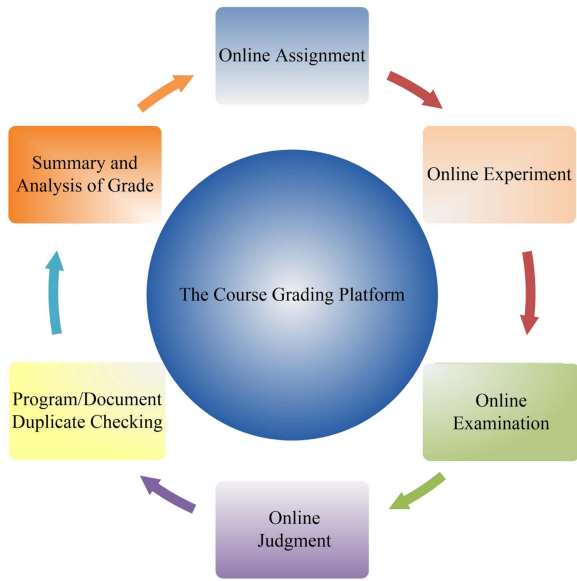 Online Assignment
Online Experiment
Online
Examination
Online
Judgment
Program/Document
Duplicate Checking
Summary and
Analysis of Grade
The Course Grading Platform